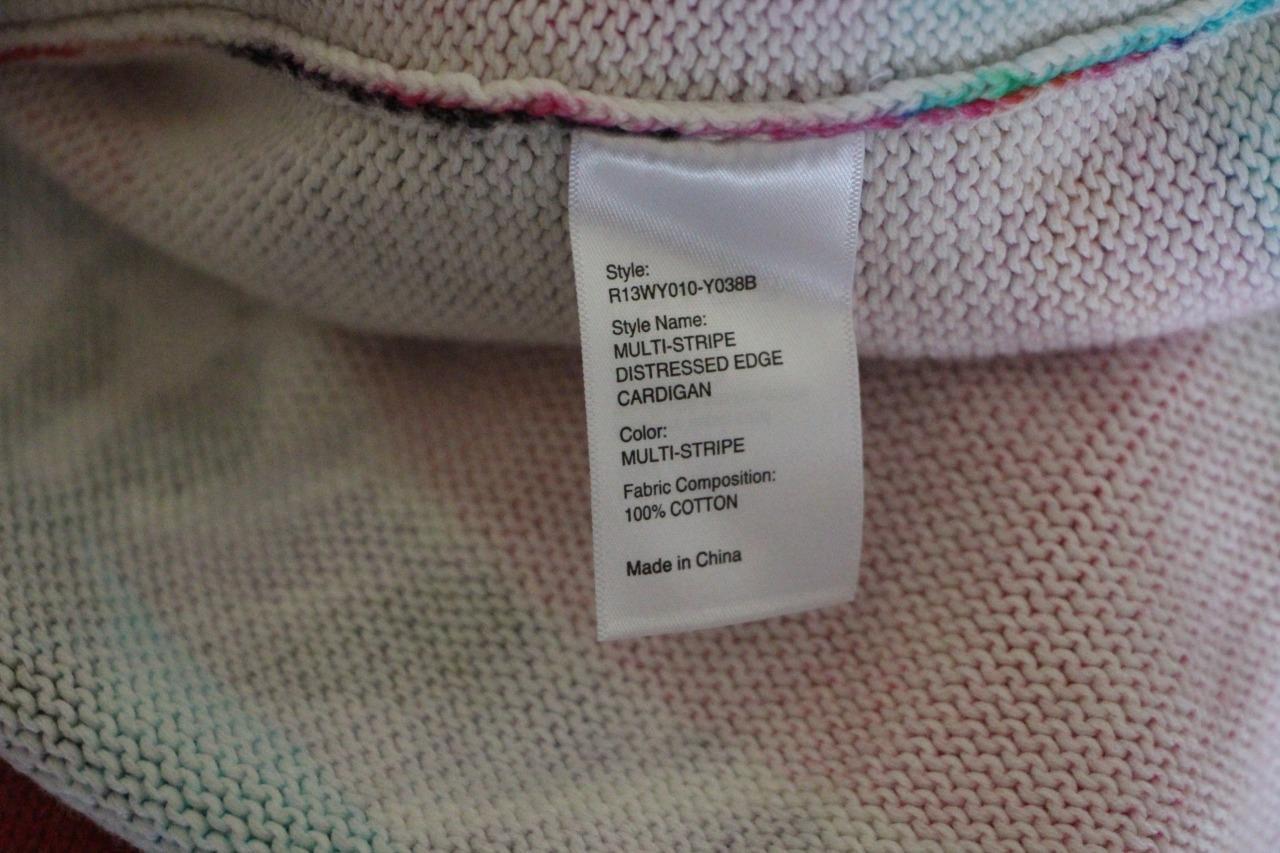 Style:
R13WY010-Y038B
Style Name:
MULTI-STRIPE
DISTRESSED EDGE
CARDIGAN
Color:
MULTI-STRIPE
Fabric Composition:
100% COTTON
Made in China